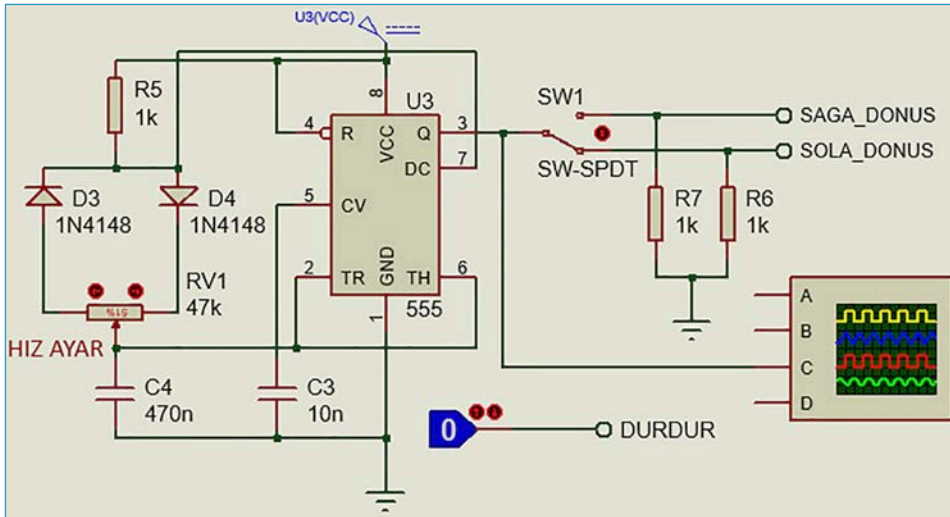 U3(VCC)
R5
1k
D3
1N4148
D4
1N4148
RV1
47k
51%
HIZ AYAR
C4
470n
C3
10n
U3
8
VCC
4
R
Q
3
DC
7
5
CV
2
TR
GND
TH
6
1
555
SW1
SW-SPDT
SAGA_DONUS
SOLA_DONUS
R7
1k
R6
1k
A
B
C
D
0
DURDUR